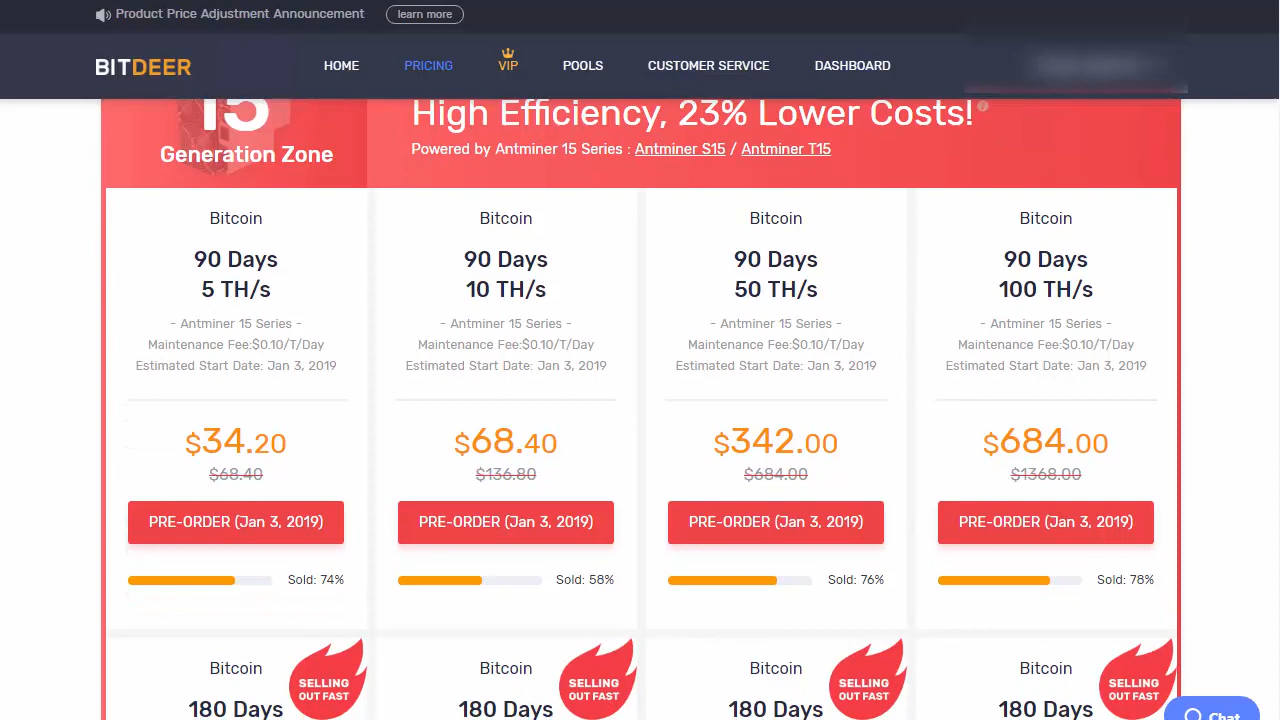 Product Price Adjustment Announcement
learn more
BITDEER
HOME
PRICING
VIP
POOLS
CUSTOMER SERVICE
DASHBOARD
15
Generation Zone
High Efficiency, 23% Lower Costs!
Powered by Antminer 15 Series : Antminer S15 / Antminer T15
Bitcoin
90 Days
5 TH/s
- Antminer 15 Series -
Maintenance Fee:$0.10/T/Day
Estimated Start Date: Jan 3, 2019
$34.20
$68.40
PRE-ORDER (Jan 3, 2019)
Sold: 74%
Bitcoin
90 Days
10 TH/s
- Antminer 15 Series -
Maintenance Fee:$0.10/T/Day
Estimated Start Date: Jan 3, 2019
$68.40
$136.80
PRE-ORDER (Jan 3, 2019)
Sold: 58%
Bitcoin
90 Days
50 TH/s
- Antminer 15 Series -
Maintenance Fee:$0.10/T/Day
Estimated Start Date: Jan 3, 2019
$342.00
$684.00
PRE-ORDER (Jan 3, 2019)
Sold: 76%
Bitcoin
90 Days
100 TH/s
- Antminer 15 Series -
Maintenance Fee:$0.10/T/Day
Estimated Start Date: Jan 3, 2019
$684.00
$1368.00
PRE-ORDER (Jan 3, 2019)
Sold: 78%
Bitcoin
SELLING
OUT FAST
180 Days
Bitcoin
SELLING
OUT FAST
180 Days
Bitcoin
SELLING
OUT FAST
180 Days
Bitcoin
SELLING
OUT FAST
180 Days
Chat